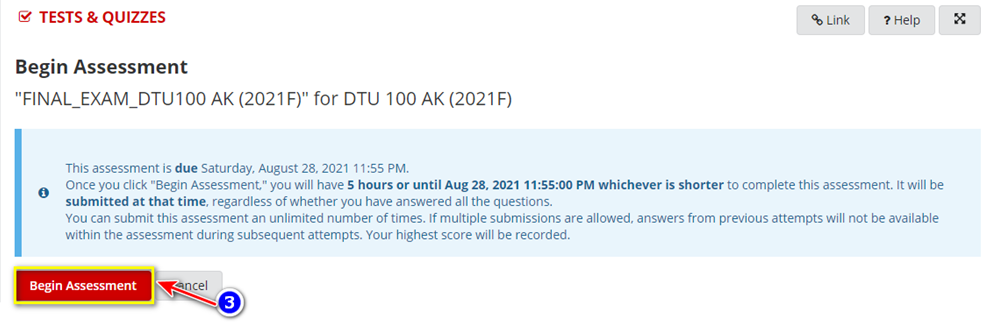 TESTS & QUIZZES
Link
? Help
Begin Assessment
"FINAL_EXAM_DTU100 AK (2021F)" for DTU 100 AK (2021F)
This assessment is due Saturday, August 28, 2021 11:55 PM.
Once you click "Begin Assessment," you will have 5 hours or until Aug 28, 2021 11:55:00 PM whichever is shorter to complete this assessment. It will be
submitted at that time, regardless of whether you have answered all the questions.
You can submit this assessment an unlimited number of times. If multiple submissions are allowed, answers from previous attempts will not be available
within the assessment during subsequent attempts. Your highest score will be recorded.
Begin Assessment
ancel
3